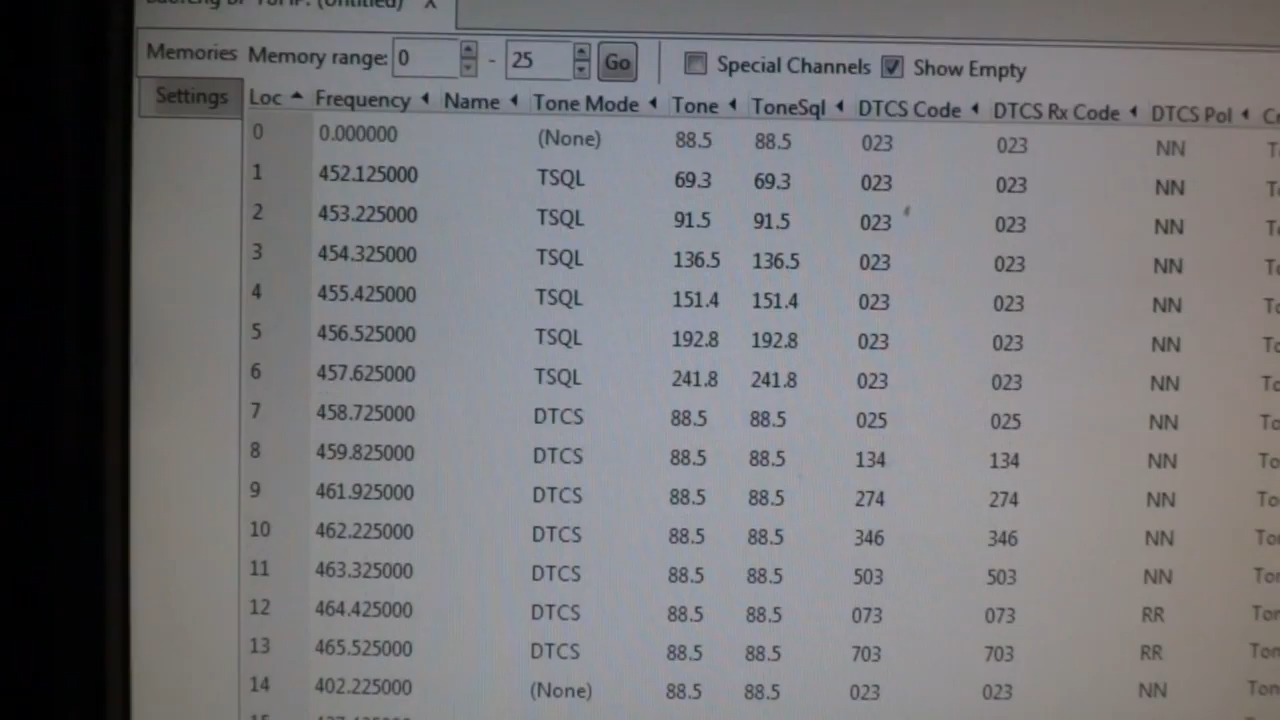 (Untitled) X
Memories Memory range: 0 - 25 Go Special Channels Show Empty
Settings
Loc Frequency Name Tone Mode Tone ToneSql DTCS Code DTCS Rx Code DTCS Pol
0 0.000000 (None) 88.5 88.5 023 023 NN
1 452.125000 TSQL 69.3 69.3 023 023 NN
2 453.225000 TSQL 91.5 91.5 023 023 NN
3 454.325000 TSQL 136.5 136.5 023 023 NN
4 455.425000 TSQL 151.4 151.4 023 023 NN
5 456.525000 TSQL 192.8 192.8 023 023 NN
6 457.625000 TSQL 241.8 241.8 023 023 NN
7 458.725000 DTCS 88.5 88.5 025 025 NN
8 459.825000 DTCS 88.5 88.5 134 134 NN
9 461.925000 DTCS 88.5 88.5 274 274 NN
10 462.225000 DTCS 88.5 88.5 346 346 NN
11 463.325000 DTCS 88.5 88.5 503 503 NN
12 464.425000 DTCS 88.5 88.5 073 073 RR
13 465.525000 DTCS 88.5 88.5 703 703 RR
14 402.225000 (None) 88.5 88.5 023 023 NN